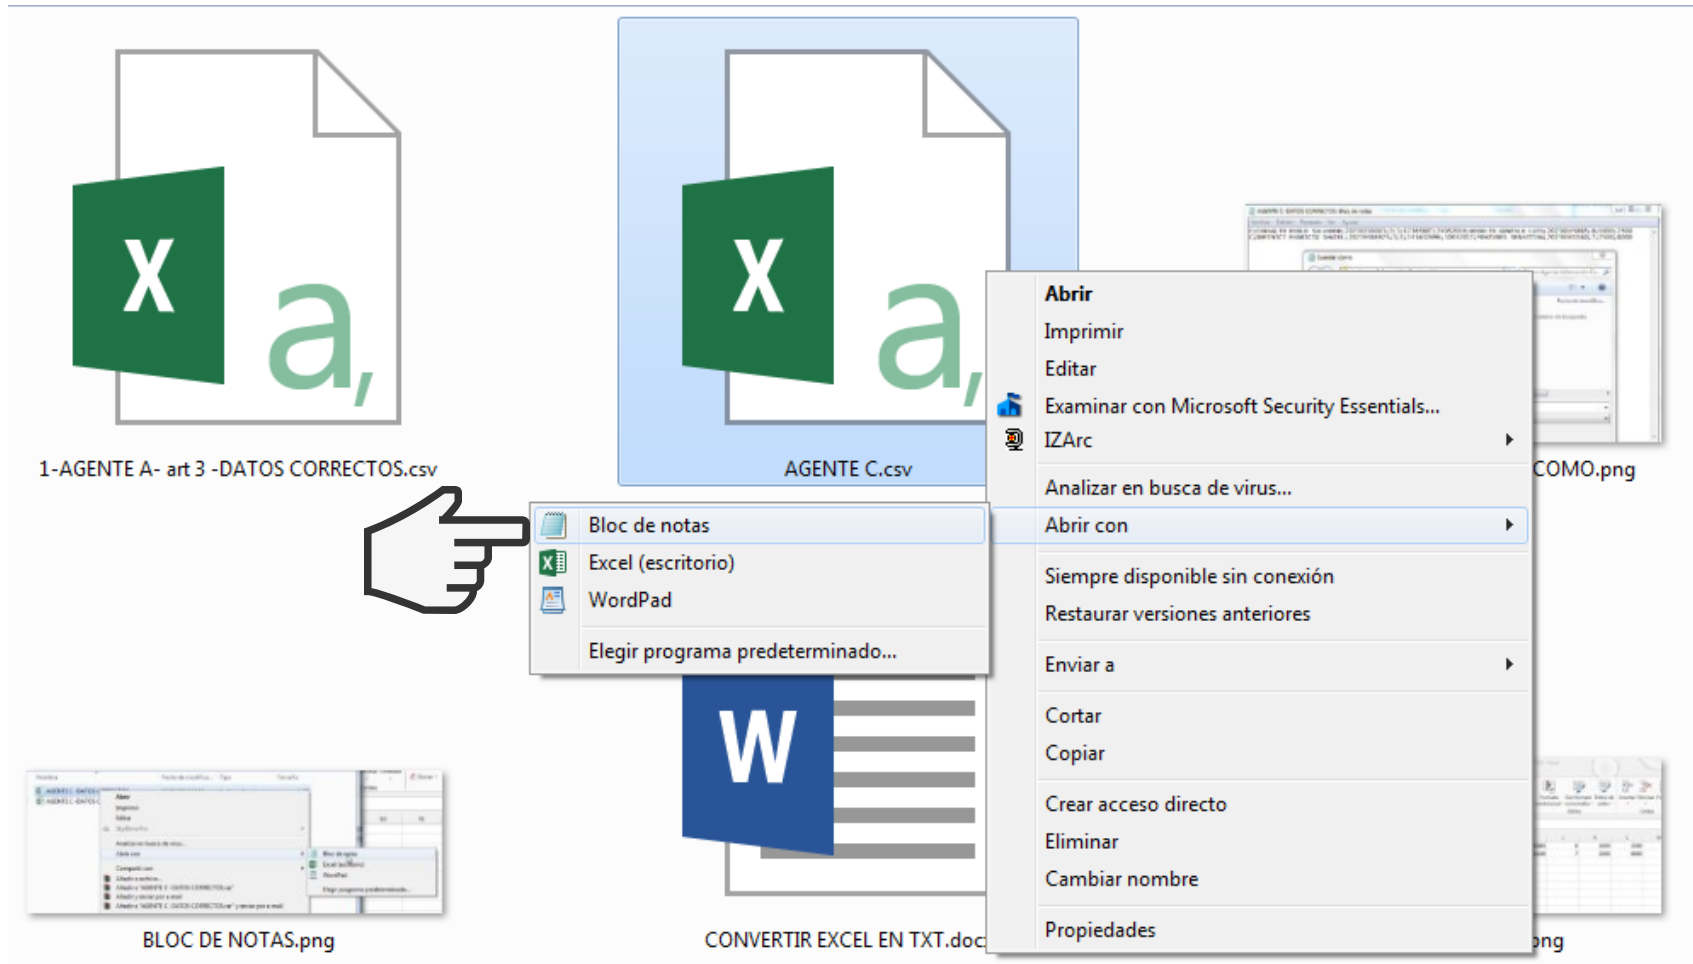 X
a,
1-AGENTE A- art 3 -DATOS CORRECTOS.csv
X
a,
AGENTE C.csv
COMO.png
Abrir
Imprimir
Editar
Examinar con Microsoft Security Essentials...
IZArc
Analizar en busca de virus...
Abrir con
Siempre disponible sin conexión
Restaurar versiones anteriores
Enviar a
Cortar
Copiar
Crear acceso directo
Eliminar
Cambiar nombre
Propiedades
Bloc de notas
Excel (escritorio)
WordPad
Elegir programa predeterminado...
BLOC DE NOTAS.png
W
CONVERTIR EXCEL EN TXT.doc
ng